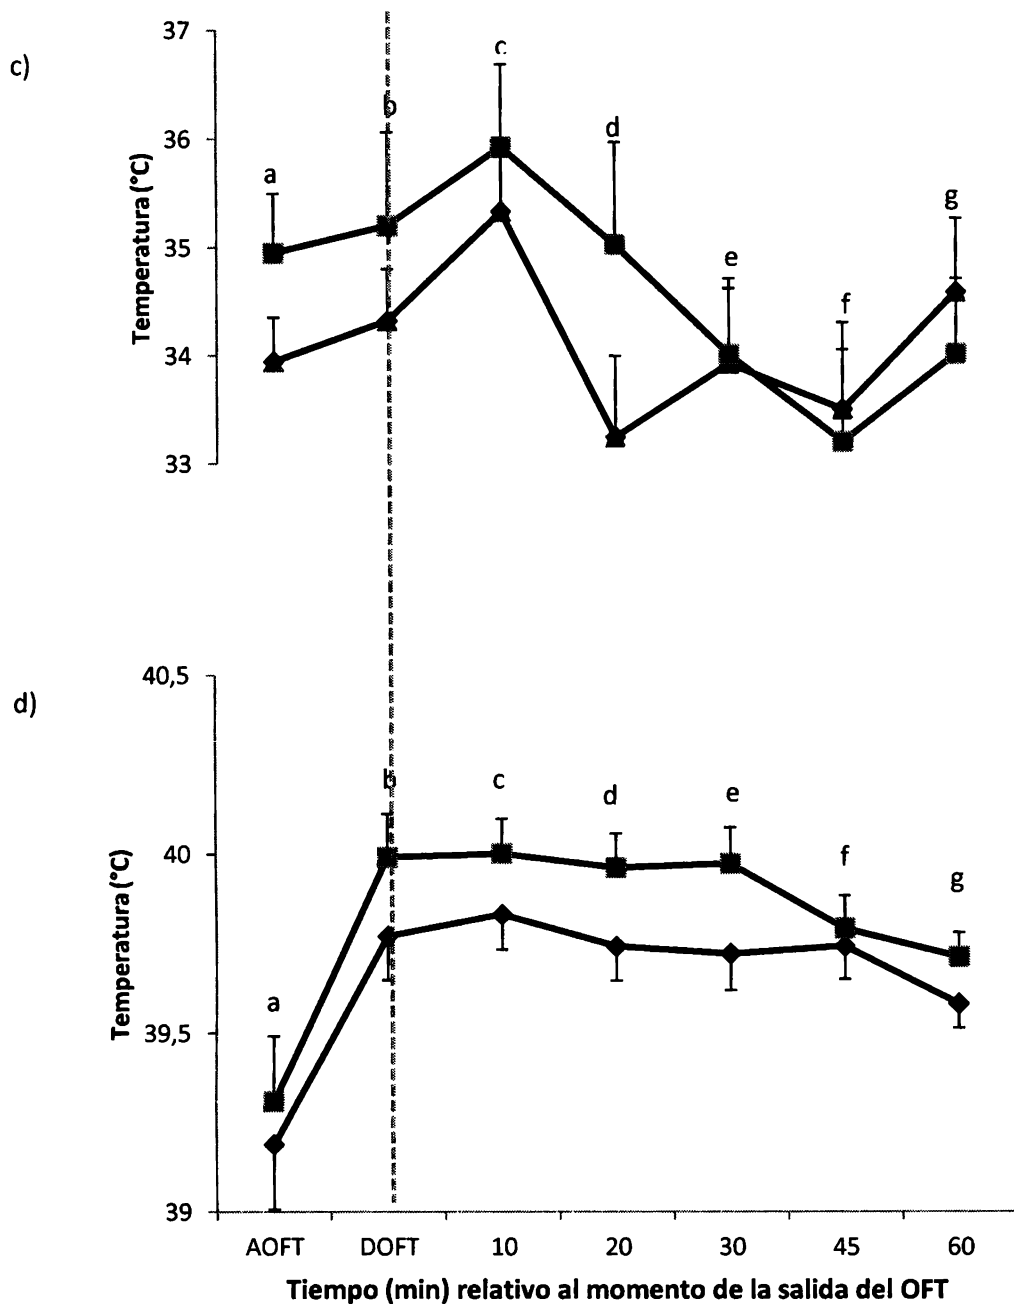 c)
Temperatura (°C)
37
36
35
34
33
a
b
c
d
e
f
g
d)
Temperatura (°C)
40,5
40
39,5
39
a
b
c
d
e
f
g
AOFT DOFT 10 20 30 45 60
Tiempo (min) relativo al momento de la salida del OFT